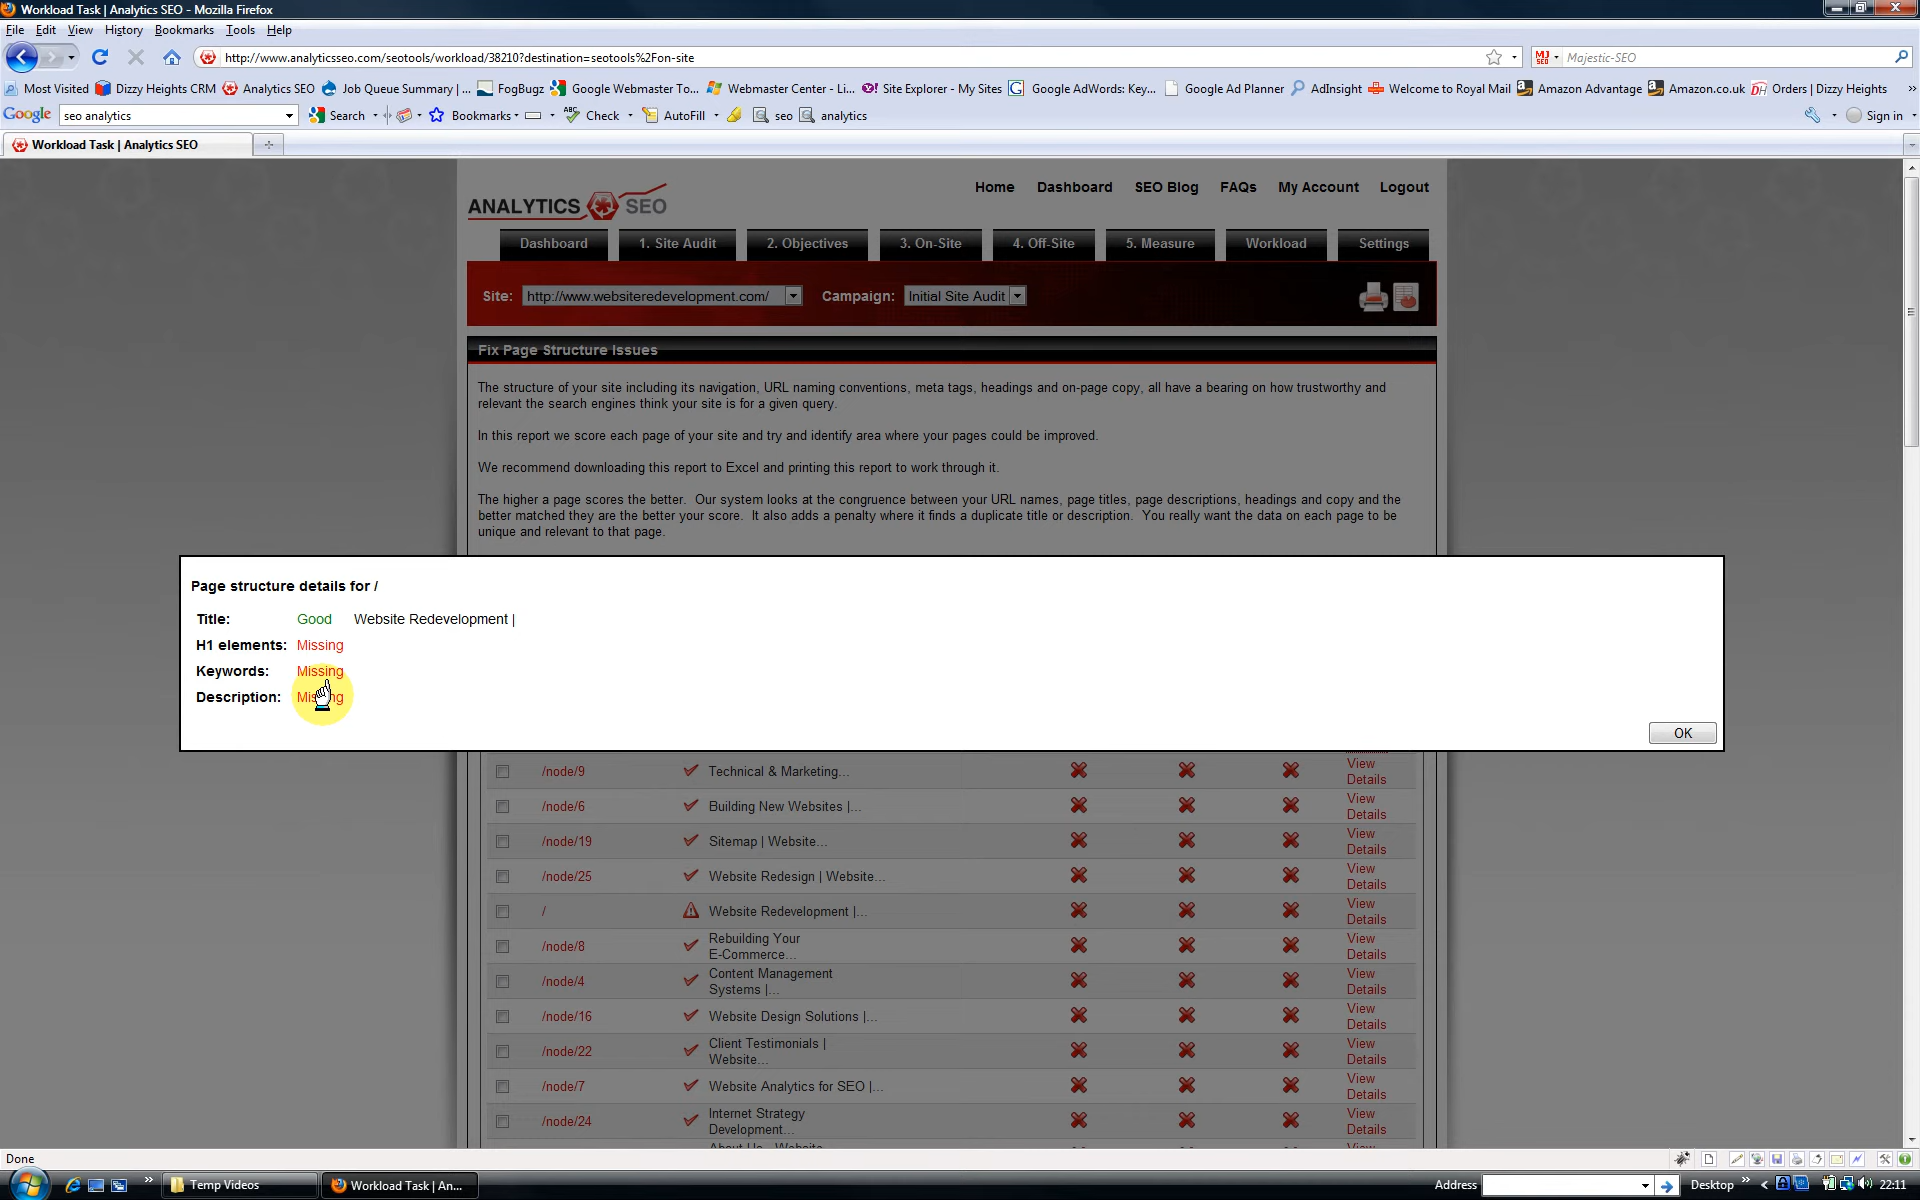 Workload Task | Analytics SEO - Mozilla Firefox
File Edit View History Bookmarks Tools Help
http://www.analyticsseo.com/seotools/workload/38210?destination=seotools%2Fon-site
Majestic-SEO
Most Visited Dizzy Heights CRM Analytics SEO Job Queue Summary | ... FogBugz Google Webmaster To... Webmaster Center - Li... Site Explorer - My Sites Google AdWords: Key... Google Ad Planner AdInsight Welcome to Royal Mail Amazon Advantage Amazon.co.uk Orders | Dizzy Heights
Google seo analytics Search Bookmarks Check AutoFill seo analytics Sign in
Workload Task | Analytics SEO
Home Dashboard SEO Blog FAQs My Account Logout
ANALYTICS SEO
Dashboard 1. Site Audit 2. Objectives 3. On-Site 4. Off-Site 5. Measure Workload Settings
Site: http://www.websiteredevelopment.com/ Campaign: Initial Site Audit
Fix Page Structure Issues
The structure of your site including its navigation, URL naming conventions, meta tags, headings and on-page copy, all have a bearing on how trustworthy and
relevant the search engines think your site is for a given query.
In this report we score each page of your site and try and identify area where your pages could be improved.
We recommend downloading this report to Excel and printing this report to work through it.
The higher a page scores the better. Our system looks at the congruence between your URL names, page titles, page descriptions, headings and copy and the
better matched they are the better your score. It also adds a penalty where it finds a duplicate title or description. You really want the data on each page to be
unique and relevant to that page.
Page structure details for /
Title: Good Website Redevelopment |
H1 elements: Missing
Keywords: Missing
Description: Missing
OK
/node/9 Technical & Marketing... View Details
/node/6 Building New Websites |... View Details
/node/19 Sitemap | Website... View Details
/node/25 Website Redesign | Website... View Details
/ Website Redevelopment |... View Details
/node/8 Rebuilding Your E-Commerce... View Details
/node/4 Content Management Systems |... View Details
/node/16 Website Design Solutions |... View Details
/node/22 Client Testimonials | Website... View Details
/node/7 Website Analytics for SEO |... View Details
/node/24 Internet Strategy Development... View Details
Done
Temp Videos Workload Task | An... Address Desktop 22:11